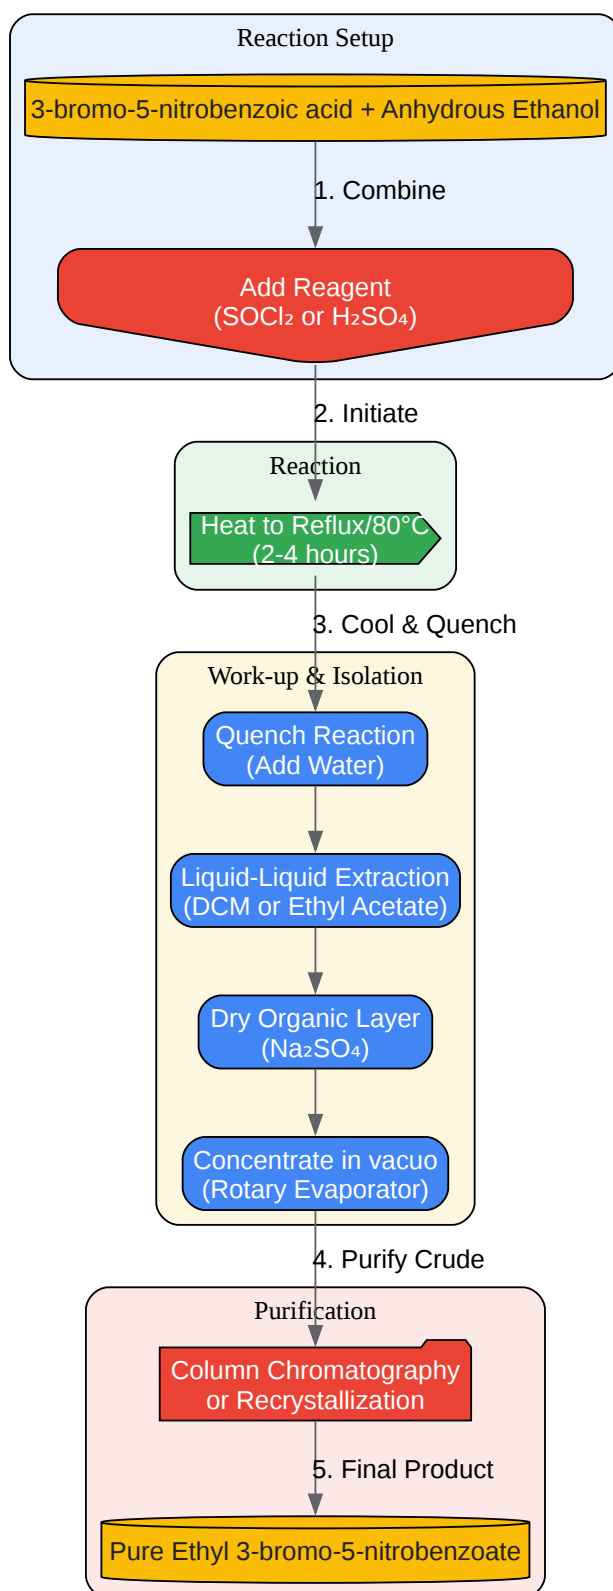 Reaction Setup
3-bromo-5-nitrobenzoic acid + Anhydrous Ethanol
1. Combine
Add Reagent
(SOCl₂ or H₂SO₄)
2. Initiate
Reaction
Heat to Reflux/80°C
(2-4 hours)
3. Cool & Quench
Work-up & Isolation
Quench Reaction
(Add Water)
Liquid-Liquid Extraction
(DCM or Ethyl Acetate)
Dry Organic Layer
(Na₂SO₄)
Concentrate in vacuo
(Rotary Evaporator)
4. Purify Crude
Purification
Column Chromatography
or Recrystallization
5. Final Product
Pure Ethyl 3-bromo-5-nitrobenzoate